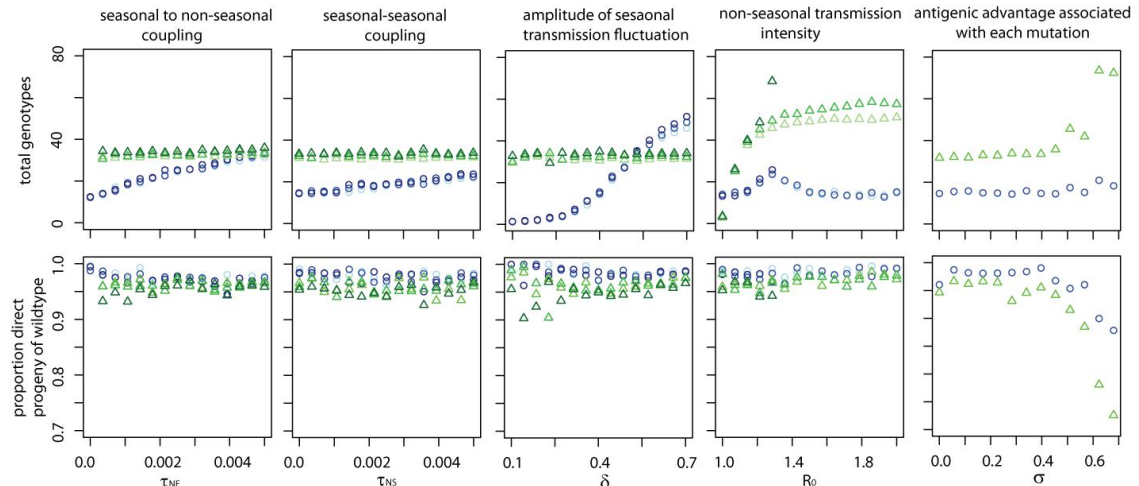 seasonal to non-seasonal
coupling
seasonal-seasonal
coupling
amplitude of sesaonal
transmission fluctuation
non-seasonal transmission
intensity
antigenic advantage associated
with each mutation
total genotypes
80
40
0
proportion direct
progeny of wildtype
1.0
0.9
0.8
0.7
0.0 0.002 0.004
τNF
0.0 0.002 0.004
τNS
0.1 0.4 0.7
δ
1.0 1.4 1.8
R0
0.0 0.2 0.4 0.6
σ